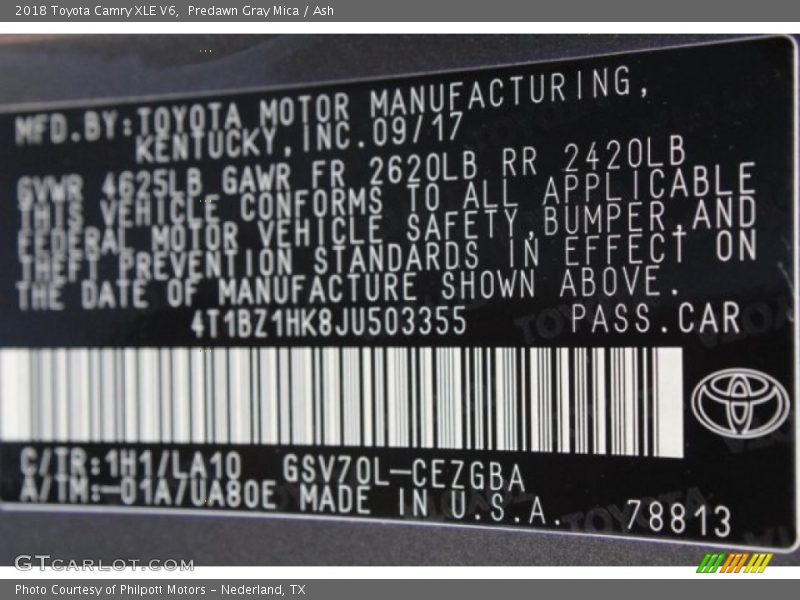 2018 Toyota Camry XLE V6, Predawn Gray Mica / Ash
MFD.BY:TOYOTA MOTOR MANUFACTURING,
KENTUCKY,INC.09/17
GVWR 4625LB GAWR FR 2620LB RR 2420LB
THIS VEHICLE CONFORMS TO ALL APPLICABLE
FEDERAL MOTOR VEHICLE SAFETY,BUMPER,AND
THEFT PREVENTION STANDARDS IN EFFECT ON
THE DATE OF MANUFACTURE SHOWN ABOVE.
4T1BZ1HK8JU503355 PASS.CAR
C/TR:1H1/LA10 GSV70L-CEZGBA
A/TM:-01A/UA80E MADE IN U.S.A.
78813
GTCARLOT.COM
Photo Courtesy of Philpott Motors - Nederland, TX